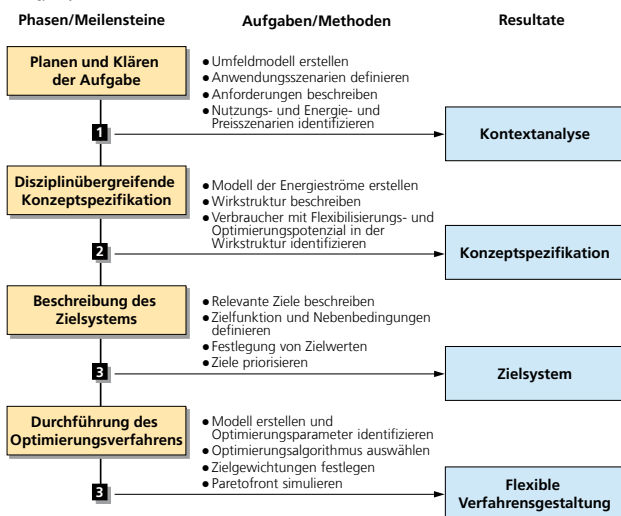 Phasen/Meilensteine
Aufgaben/Methoden
Resultate
Planen und Klären
der Aufgabe
• Umfeldmodell erstellen
• Anwendungsszenarien definieren
• Anforderungen beschreiben
• Nutzungs- und Energie- und
Preisszenarien identifizieren
1
Kontextanalyse
Disziplinübergreifende
Konzeptspezifikation
• Modell der Energieströme erstellen
• Wirkstruktur beschreiben
• Verbraucher mit Flexibilisierungs- und
Optimierungspotenzial in der
Wirkstruktur identifizieren
2
Konzeptspezifikation
Beschreibung des
Zielsystems
• Relevante Ziele beschreiben
• Zielfunktion und Nebenbedingungen
definieren
• Festlegung von Zielwerten
• Ziele priorisieren
3
Zielsystem
Durchführung des
Optimierungsverfahrens
• Modell erstellen und
Optimierungsparameter identifizieren
• Optimierungsalgorithmus auswählen
• Zielgewichtungen festlegen
• Paretofront simulieren
3
Flexible
Verfahrensgestaltung